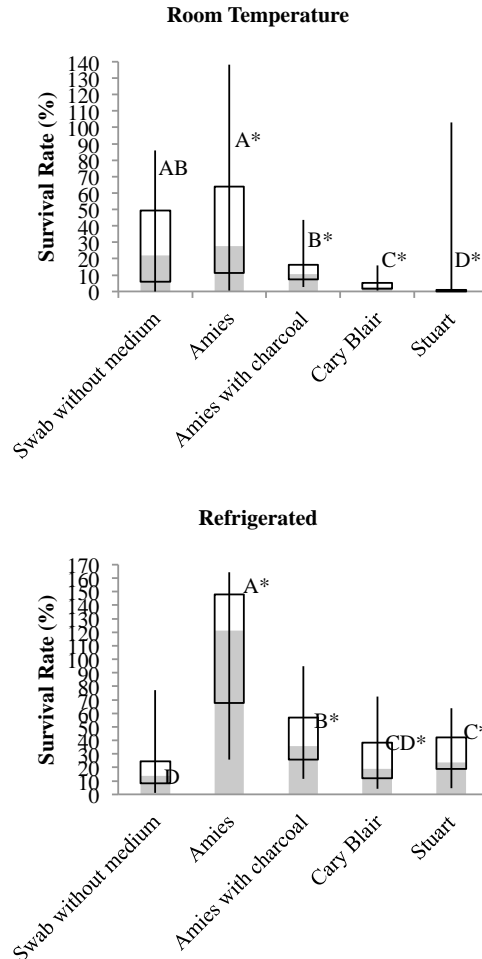 Room Temperature
Survival Rate (%)
140
130
120
110
100
90
80
70
60
50
40
30
20
10
0
AB
A*
B*
C*
D*
Swab without medium
Amies
Amies with charcoal
Cary Blair
Stuart
Refrigerated
Survival Rate (%)
170
160
150
140
130
120
110
100
90
80
70
60
50
40
30
20
10
0
D
A*
B*
CD*
C*
Swab without medium
Amies
Amies with charcoal
Cary Blair
Stuart